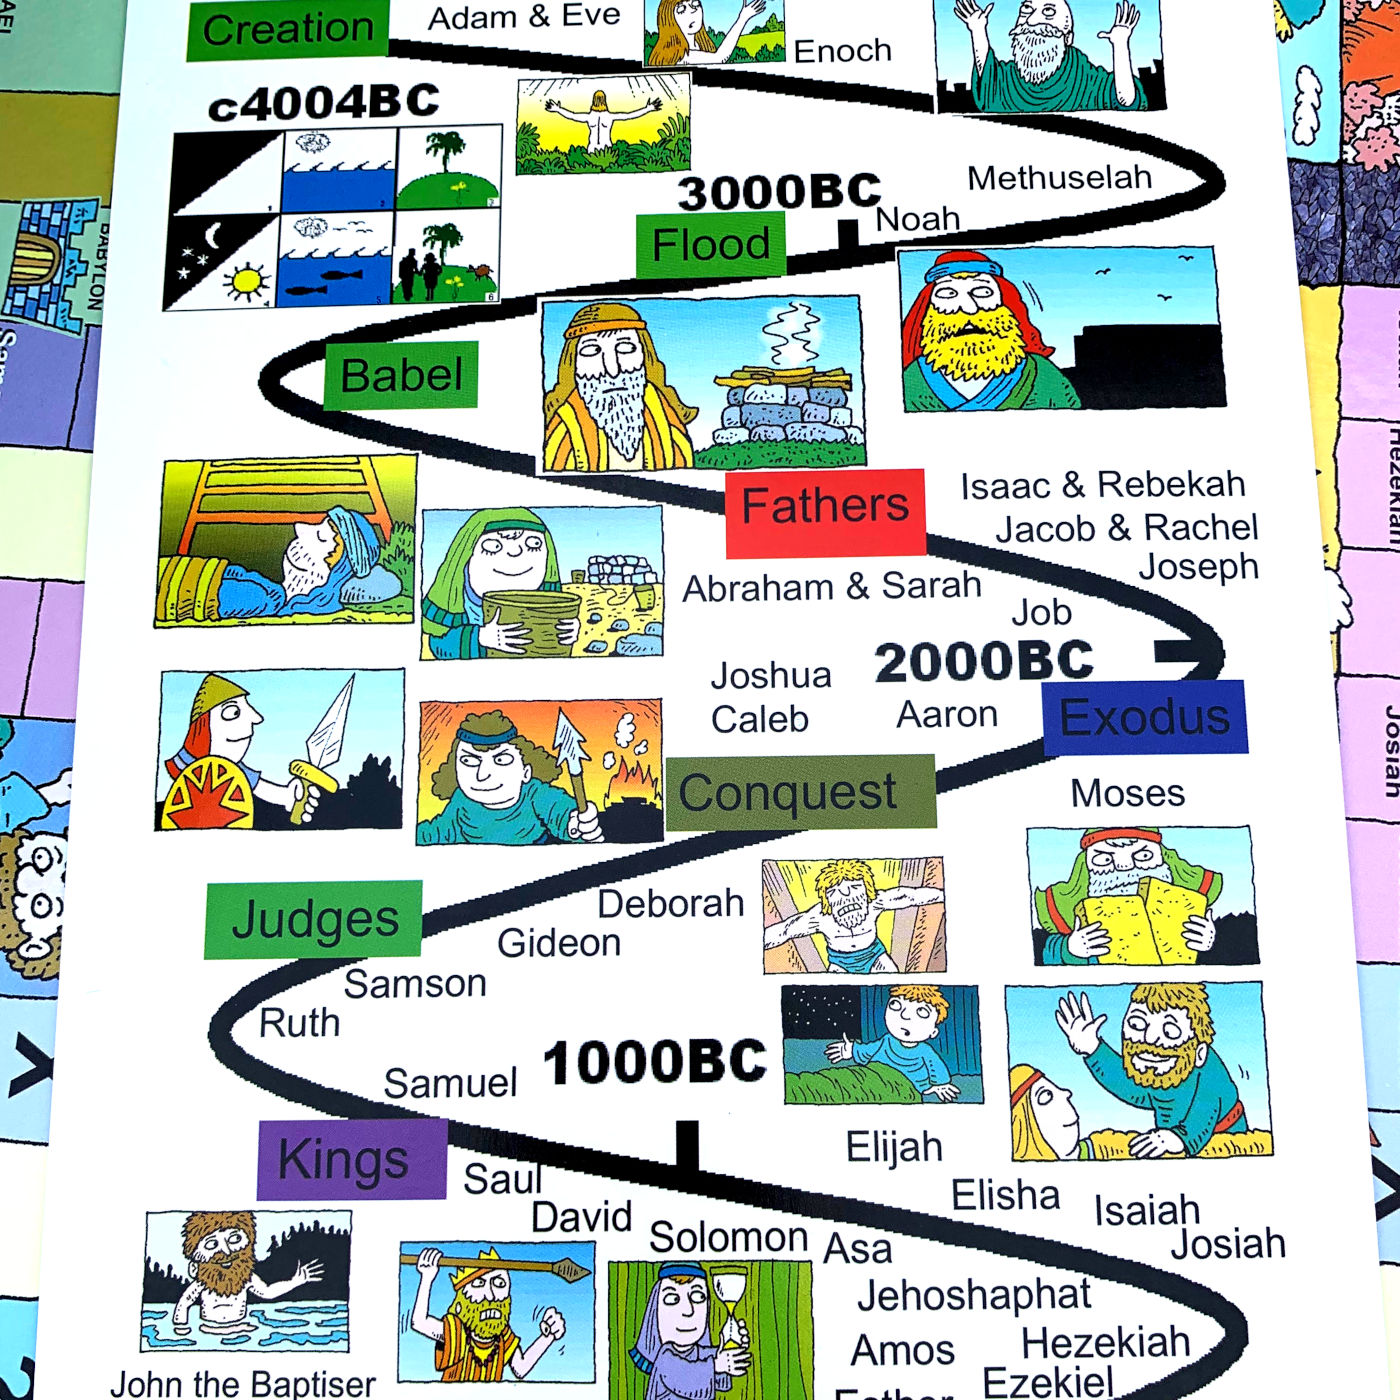 Creation
Adam & Eve
Enoch
c4004BC
Methuselah
3000BC
Noah
Flood
Babel
Fathers
Isaac & Rebekah
Jacob & Rachel
Joseph
Abraham & Sarah
Job
2000BC
Joshua
Caleb
Aaron
Exodus
Conquest
Moses
Judges
Deborah
Gideon
Samson
Ruth
Samuel
1000BC
Kings
Saul
David
Solomon
Asa
Elijah
Elisha
Isaiah
Josiah
Jehoshaphat
Amos
Hezekiah
Ezekiel
John the Baptiser
BABYLON
Hezekiah
Josiah